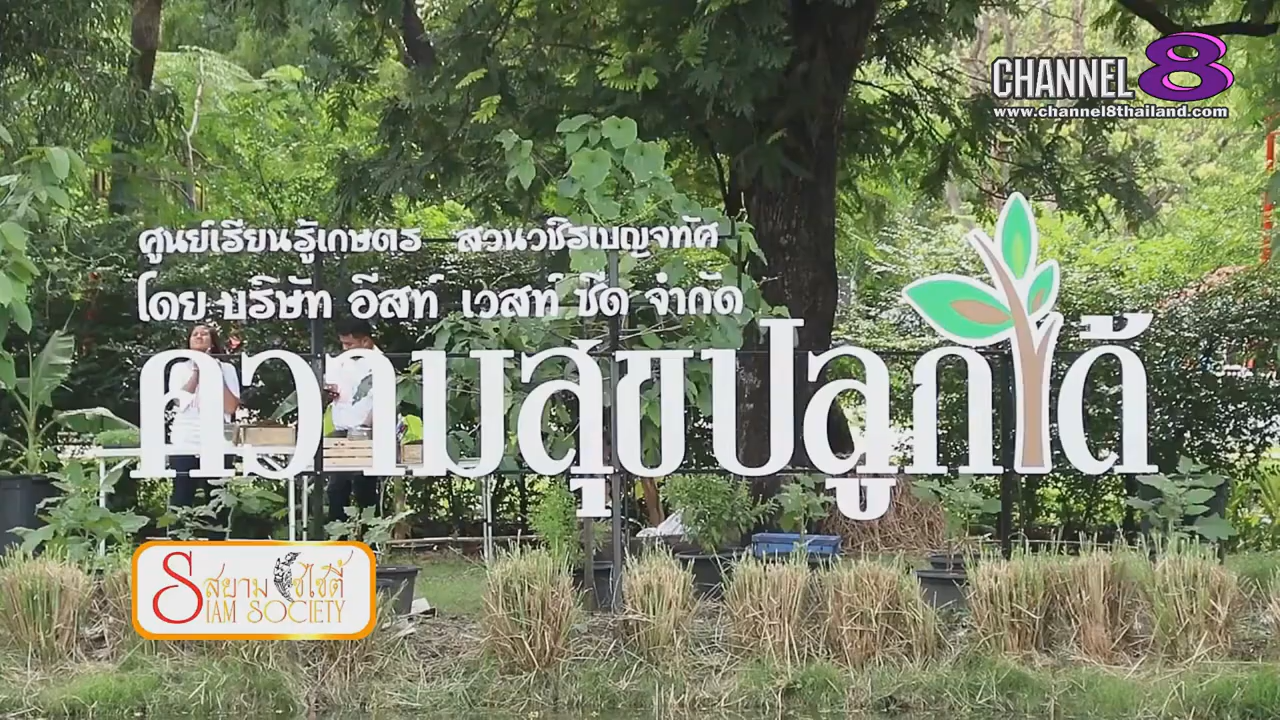 CHANNEL 8
www.channel8thailand.com
ศูนย์เรียนรู้เกษตร สวนวชิรเบญจทัศ
โดย บริษัท อีสท์ เวสท์ ซีด จำกัด
ความสุขปลูกได้
สยามโซไซตี้
SIAM SOCIETY